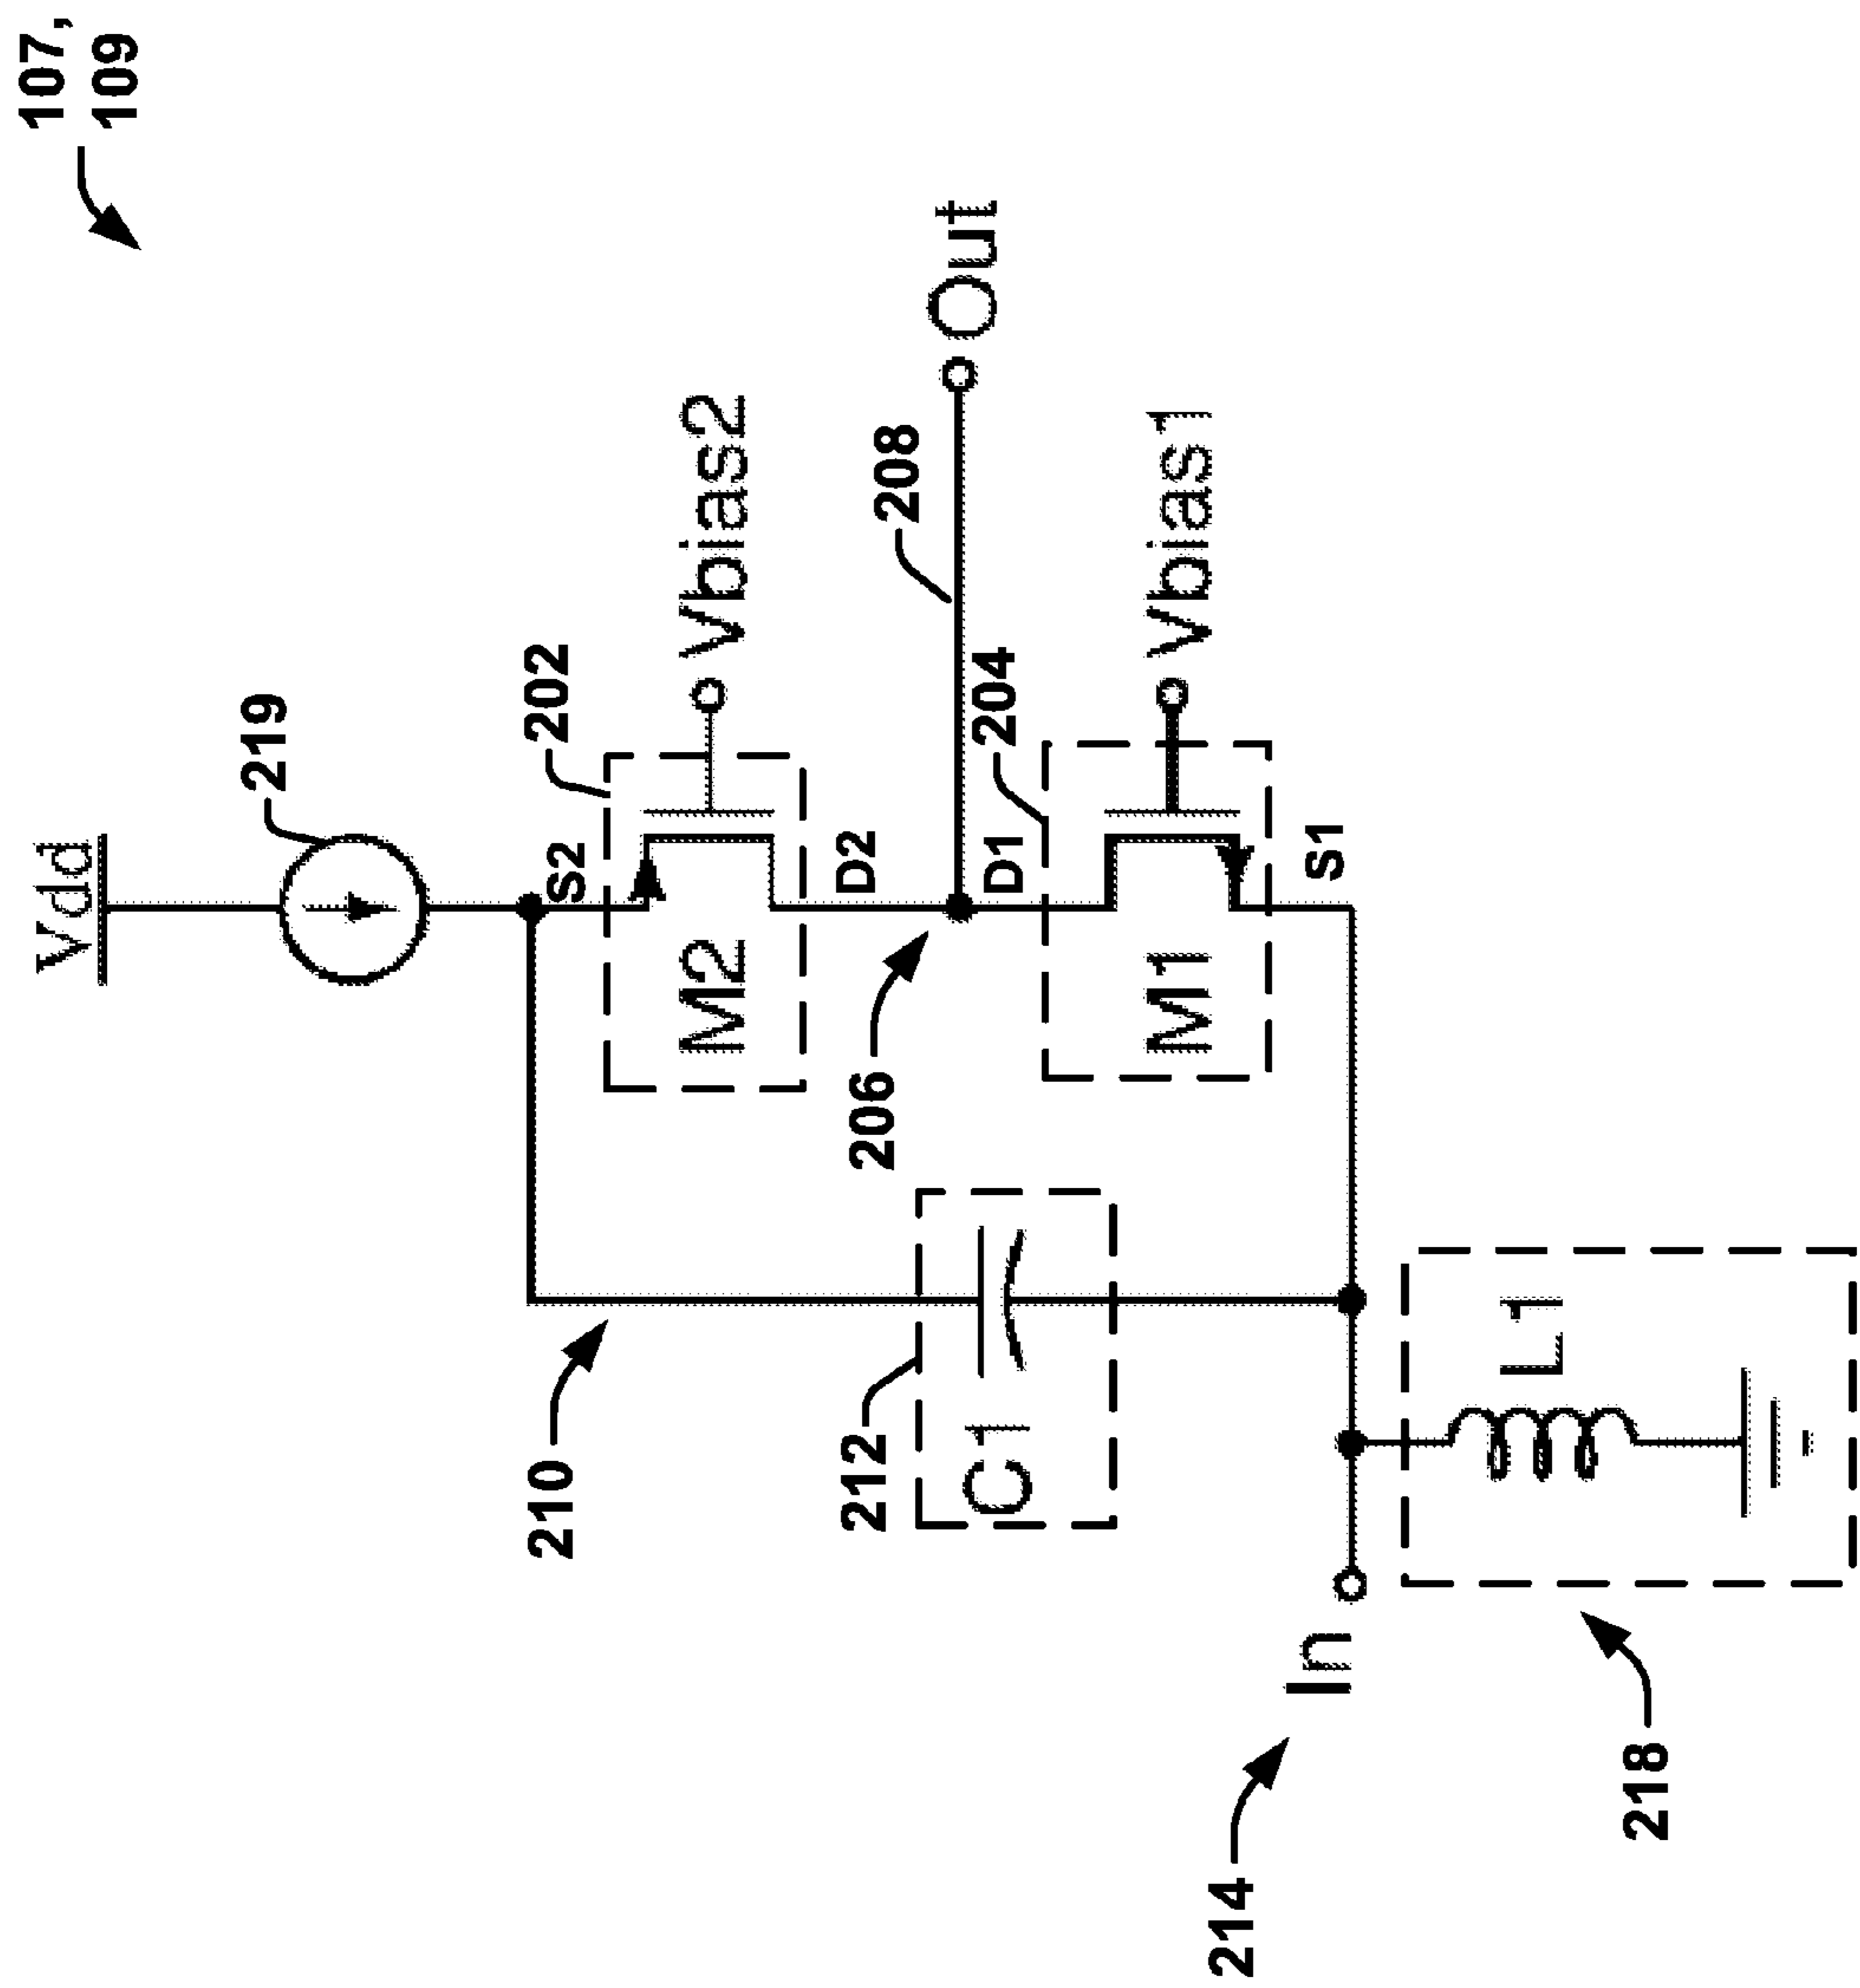 107,
109
Vdd
219
S2
202
M2
Vbias2
D2
208
Out
206
D1
204
M1
Vbias1
S1
210
212
C1
In
214
L1
218